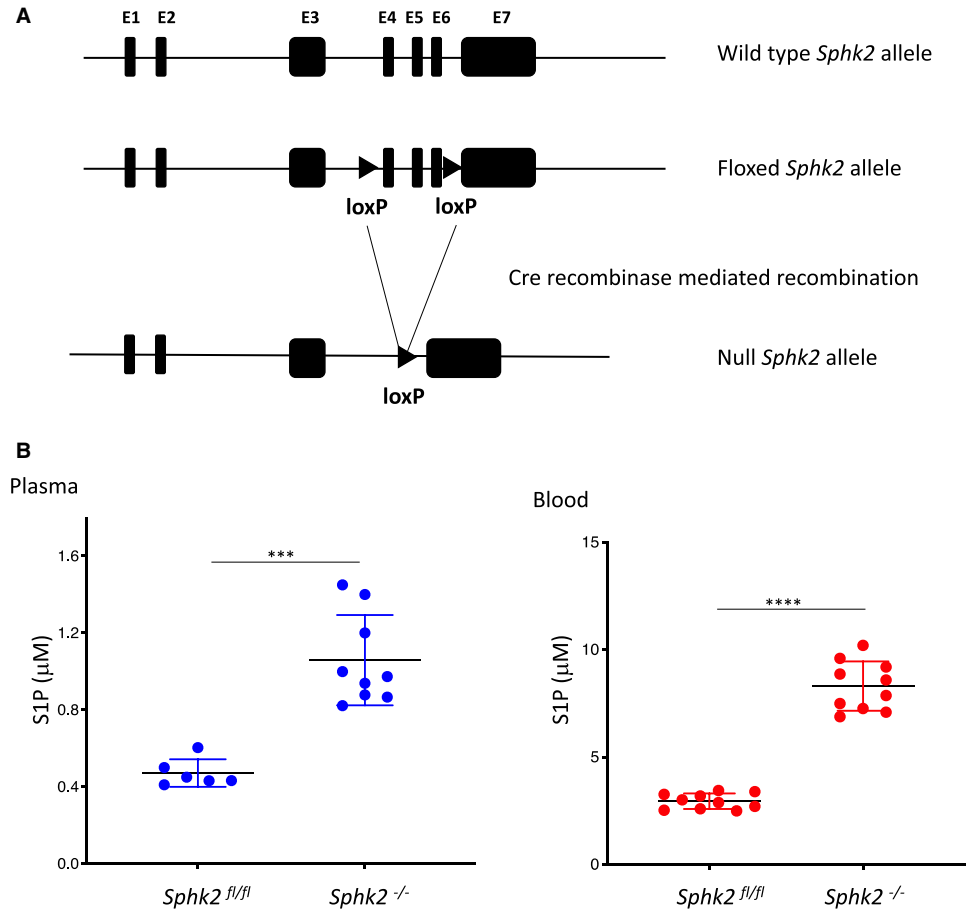 A
E1 E2 E3 E4 E5 E6 E7
Wild type Sphk2 allele
Floxed Sphk2 allele
loxP loxP
Cre recombinase mediated recombination
Null Sphk2 allele
loxP
B
Plasma
S1P (μM)
1.6
1.2
0.8
0.4
0.0
***
Sphk2 fl/fl Sphk2 -/-
Blood
S1P (μM)
15
10
5
0
****
Sphk2 fl/fl Sphk2 -/-